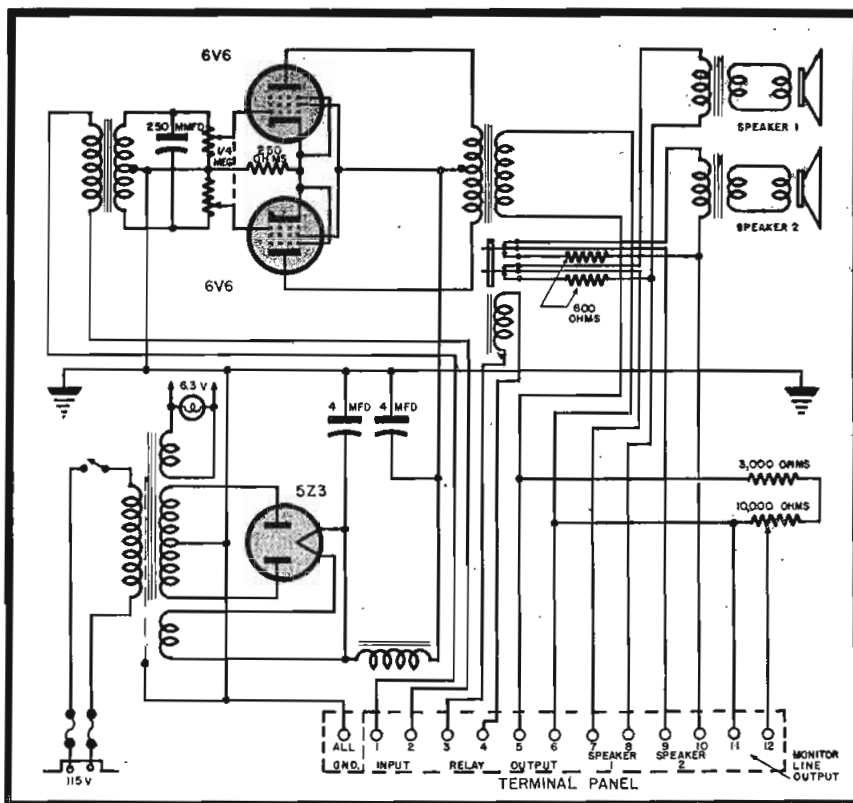 6V6
250 MMFD
1/4
MEG
250
OHMS
6V6
SPEAKER 1
SPEAKER 2
600
OHMS
6.3 V
4 MFD
4 MFD
5Z3
3,000 OHMS
10,000 OHMS
115 V
ALL 1 2 3 4 5 6 7 8 9 10 11 12
GND. INPUT RELAY OUTPUT SPEAKER 1 SPEAKER 2
MONITOR
LINE
OUTPUT
TERMINAL PANEL